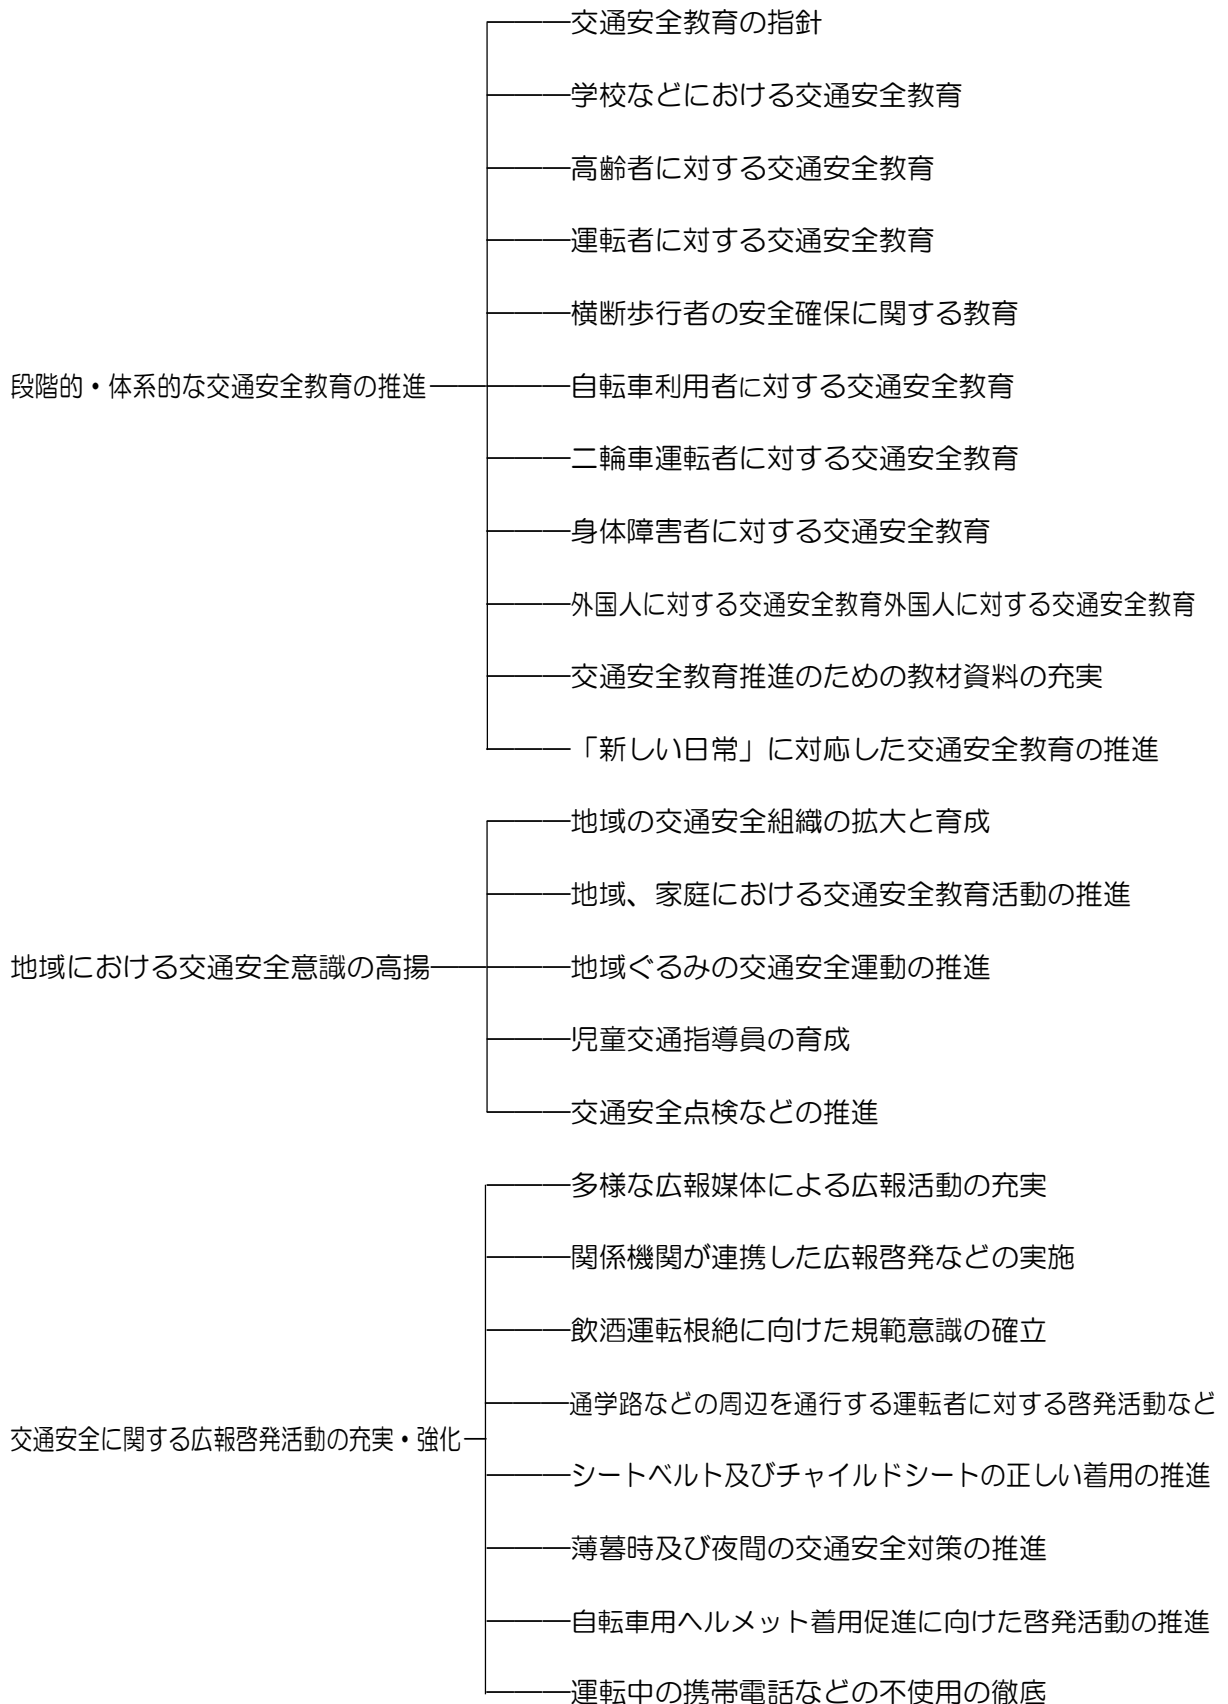 交通安全教育の指針
学校などにおける交通安全教育
高齢者に対する交通安全教育
運転者に対する交通安全教育
横断歩行者の安全確保に関する教育
段階的・体系的な交通安全教育の推進
自転車利用者に対する交通安全教育
二輪車運転者に対する交通安全教育
身体障害者に対する交通安全教育
外国人に対する交通安全教育外国人に対する交通安全教育
交通安全教育推進のための教材資料の充実
「新しい日常」に対応した交通安全教育の推進
地域の交通安全組織の拡大と育成
地域、家庭における交通安全教育活動の推進
地域における交通安全意識の高揚
地域ぐるみの交通安全運動の推進
児童交通指導員の育成
交通安全点検などの推進
多様な広報媒体による広報活動の充実
関係機関が連携した広報啓発などの実施
飲酒運転根絶に向けた規範意識の確立
通学路などの周辺を通行する運転者に対する啓発活動など
交通安全に関する広報啓発活動の充実・強化
シートベルト及びチャイルドシートの正しい着用の推進
薄暮時及び夜間の交通安全対策の推進
自転車用ヘルメット着用促進に向けた啓発活動の推進
運転中の携帯電話などの不使用の徹底